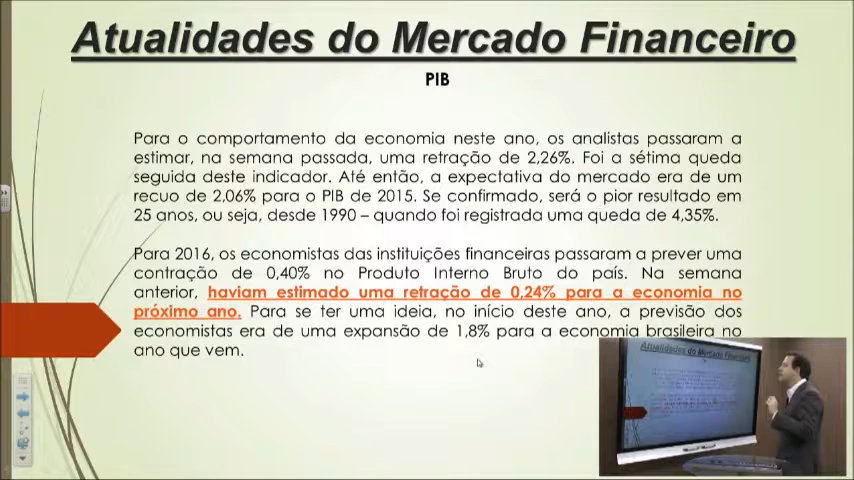 Atualidades do Mercado Financeiro
PIB
Para o comportamento da economia neste ano, os analistas passaram a
estimar, na semana passada, uma retração de 2,26%. Foi a sétima queda
seguida deste indicador. Até então, a expectativa do mercado era de um
recuo de 2,06% para o PIB de 2015. Se confirmado, será o pior resultado em
25 anos, ou seja, desde 1990 – quando foi registrada uma queda de 4,35%.
Para 2016, os economistas das instituições financeiras passaram a prever uma
contração de 0,40% no Produto Interno Bruto do país. Na semana
anterior, haviam estimado uma retração de 0,24% para a economia no
próximo ano. Para se ter uma ideia, no início deste ano, a previsão dos
economistas era de uma expansão de 1,8% para a economia brasileira no
ano que vem.
Atualidades do Mercado Financeiro